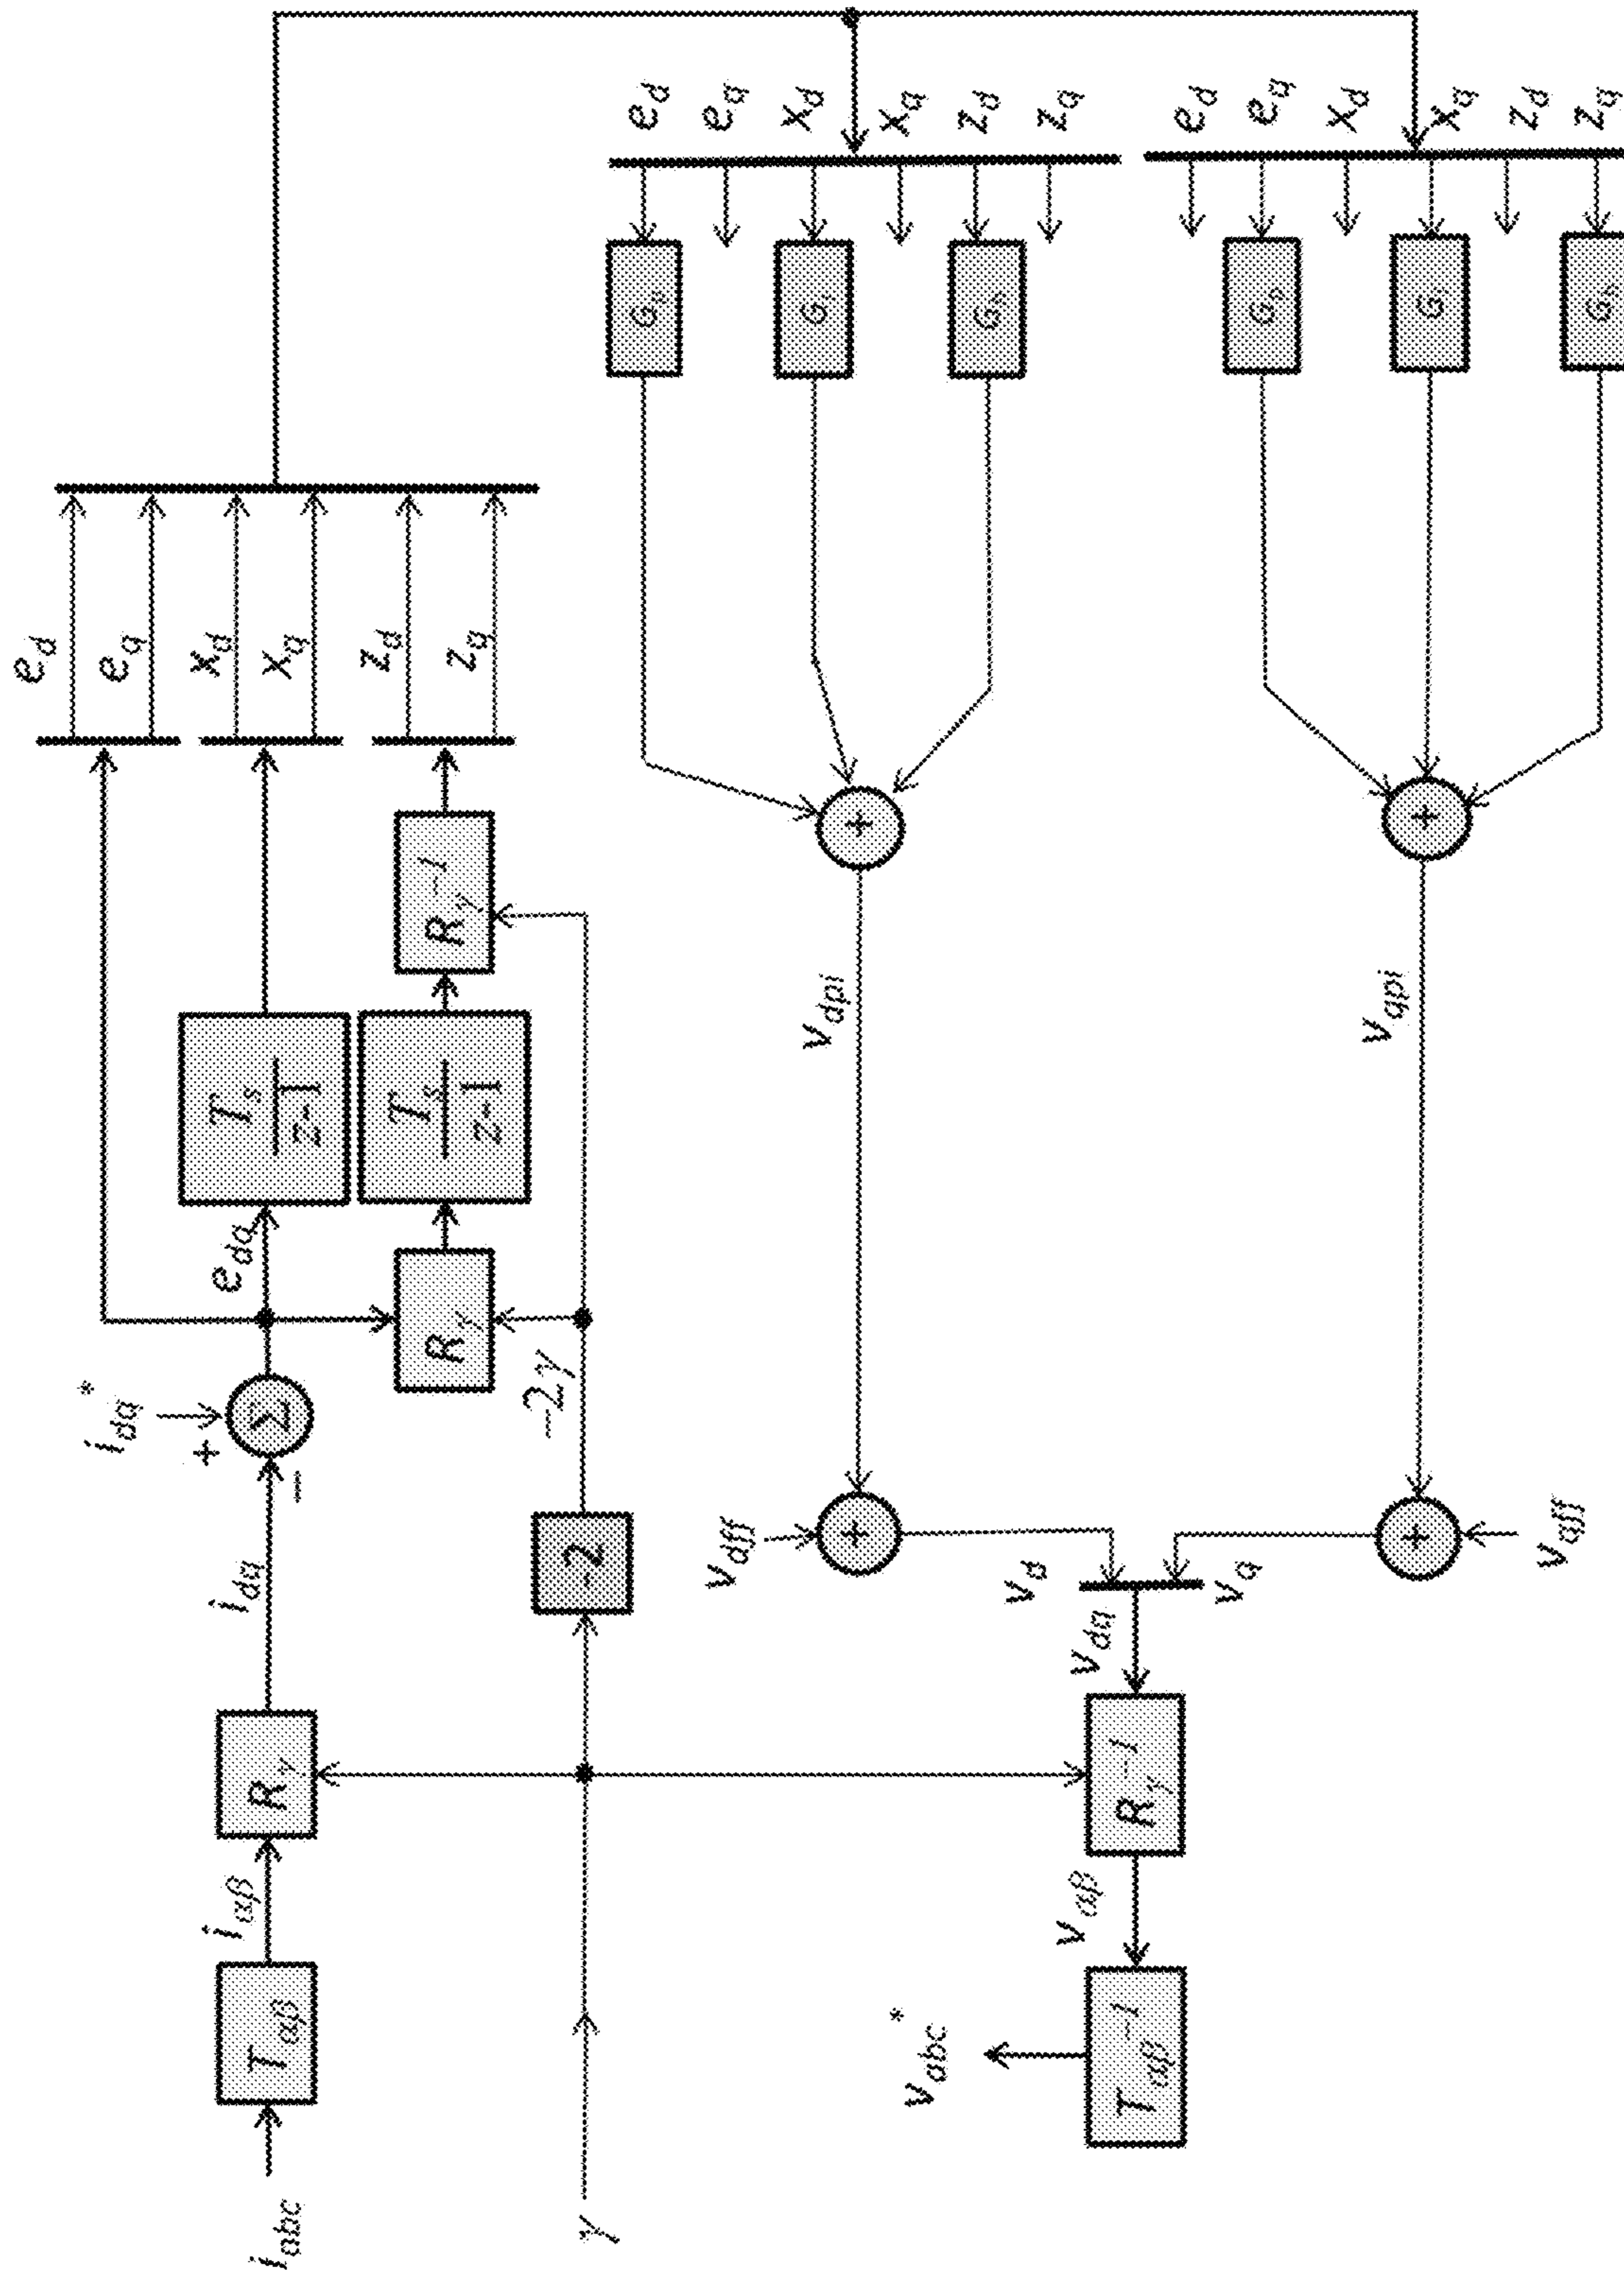 i_abc
T_αβ
i_αβ
R_γ
i_dq
i_dq*
+
−
Σ
e_dq
T_s
z-1
T_s
z-1
R_γ
R_γ^-1
γ
-2
-2γ
e_d
e_q
x_d
x_q
z_d
z_q
e_d
e_q
x_d
x_q
z_d
z_q
G
G
G
+
v_dpi
v_dff
+
v_d
e_d
e_q
x_d
x_q
z_d
z_q
G
G
G
+
v_qpi
v_qff
+
v_q
v_dq
R_γ^-1
v_αβ
T_αβ^-1
v_abc*